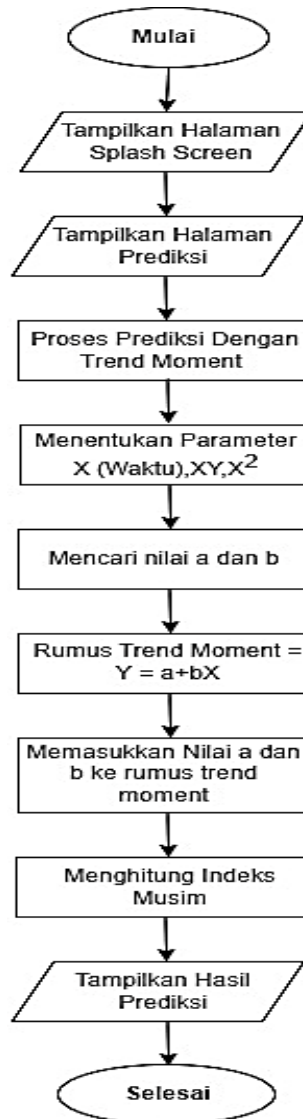 Mulai
Tampilkan Halaman
Splash Screen
Tampilkan Halaman
Prediksi
Proses Prediksi Dengan
Trend Moment
Menentukan Parameter
X (Waktu),XY,X²
Mencari nilai a dan b
Rumus Trend Moment =
Y = a+bX
Memasukkan Nilai a dan
b ke rumus trend
moment
Menghitung Indeks
Musim
Tampilkan Hasil
Prediksi
Selesai